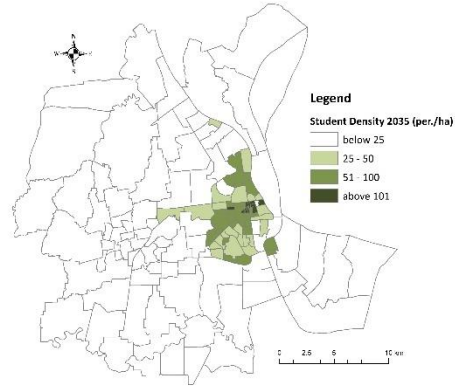 N
W E
S
Legend
Student Density 2035 (per./ha)
below 25
25 - 50
51 - 100
above 101
0 2.5 5 10 km